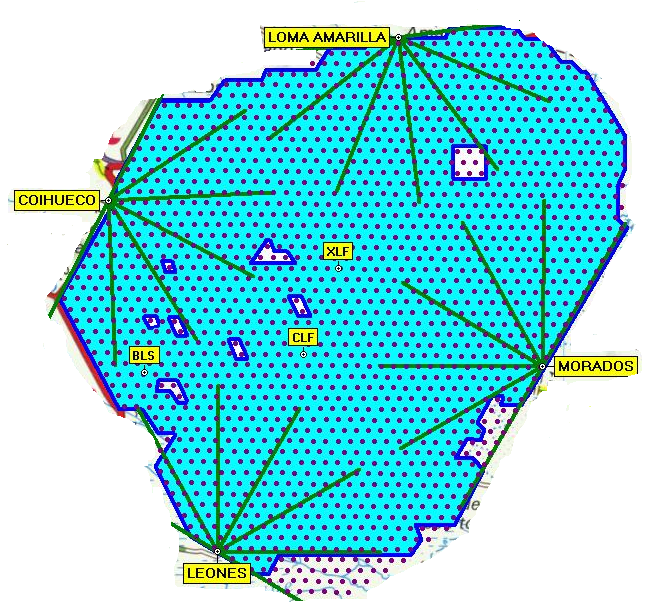 LOMA AMARILLA
COIHUECO
XLF
CLF
BLS
MORADOS
LEONES